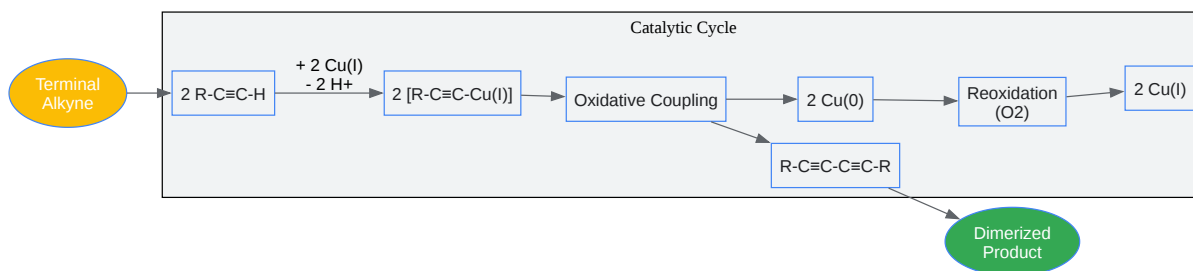 Catalytic Cycle
Terminal
Alkyne
2 R-C≡C-H
+ 2 Cu(I)
- 2 H+
2 [R-C≡C-Cu(I)]
Oxidative Coupling
2 Cu(0)
Reoxidation
(O2)
2 Cu(I)
R-C≡C-C≡C-R
Dimerized
Product